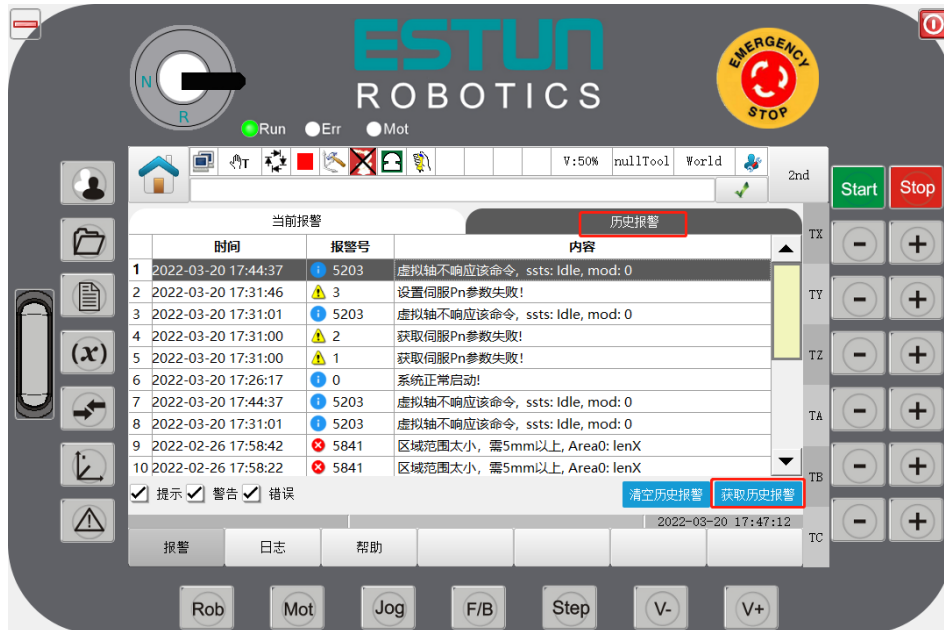 ESTUN
ROBOTICS
EMERGENCY
STOP
N
R
Run Err Mot
T V:50% nullTool World
2nd
Start Stop
当前报警 历史报警
时间 报警号 内容
1 2022-03-20 17:44:37 5203 虚拟轴不响应该命令, ssts: Idle, mod: 0
2 2022-03-20 17:31:46 3 设置伺服Pn参数失败!
3 2022-03-20 17:31:01 5203 虚拟轴不响应该命令, ssts: Idle, mod: 0
4 2022-03-20 17:31:00 2 获取伺服Pn参数失败!
5 2022-03-20 17:31:00 1 获取伺服Pn参数失败!
6 2022-03-20 17:26:17 0 系统正常启动!
7 2022-03-20 17:44:37 5203 虚拟轴不响应该命令, ssts: Idle, mod: 0
8 2022-03-20 17:31:01 5203 虚拟轴不响应该命令, ssts: Idle, mod: 0
9 2022-02-26 17:58:42 5841 区域范围太小，需5mm以上, Area0: lenX
10 2022-02-26 17:58:22 5841 区域范围太小，需5mm以上, Area0: lenX
提示 警告 错误 清空历史报警 获取历史报警
2022-03-20 17:47:12
报警 日志 帮助
(x)
TX
TY
TZ
TA
TB
TC
- +
- +
- +
- +
- +
- +
Rob Mot Jog F/B Step V- V+